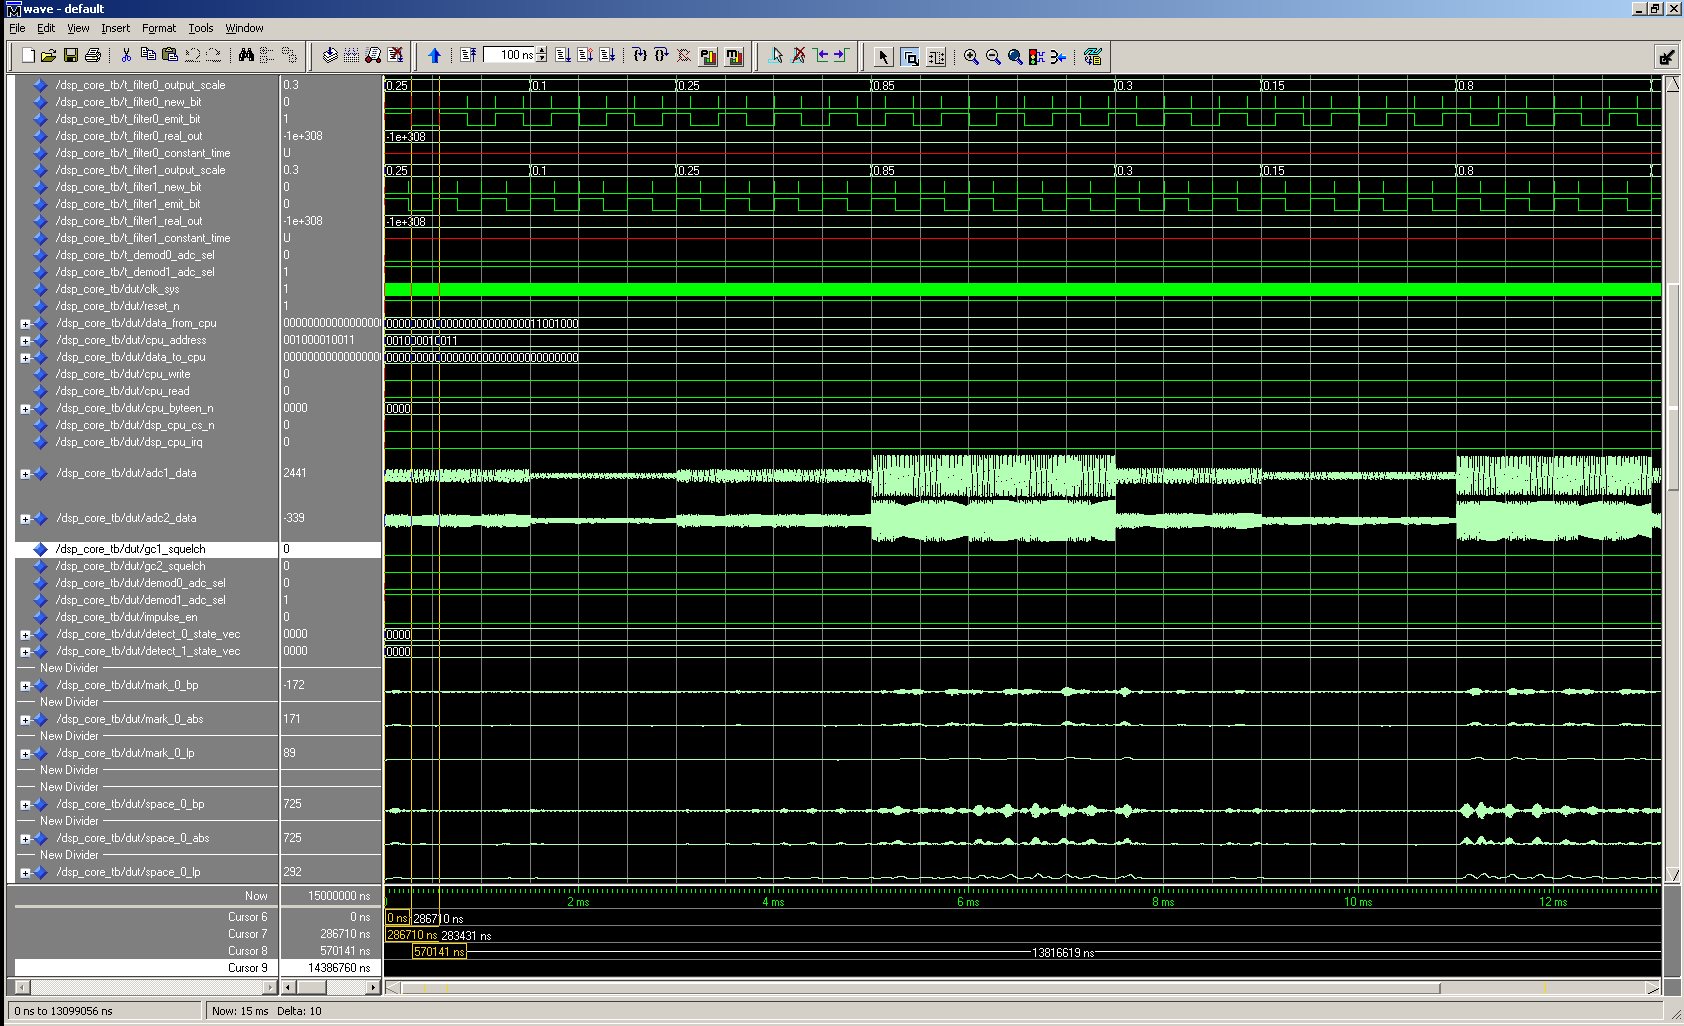 wave - default
File Edit View Insert Format Tools Window
100 ns
/dsp_core_tb/t_filter0_output_scale 0.3 0.25 0.1 0.25 0.85 0.3 0.15 0.8
/dsp_core_tb/t_filter0_new_bit 0
/dsp_core_tb/t_filter0_emit_bit 1
/dsp_core_tb/t_filter0_real_out -1e+308 -1e+308
/dsp_core_tb/t_filter0_constant_time U
/dsp_core_tb/t_filter1_output_scale 0.3 0.25 0.1 0.25 0.85 0.3 0.15 0.8
/dsp_core_tb/t_filter1_new_bit 0
/dsp_core_tb/t_filter1_emit_bit 0
/dsp_core_tb/t_filter1_real_out -1e+308 -1e+308
/dsp_core_tb/t_filter1_constant_time U
/dsp_core_tb/t_demod0_adc_sel 0
/dsp_core_tb/t_demod1_adc_sel 1
/dsp_core_tb/dut/clk_sys 1
/dsp_core_tb/dut/reset_n 1
/dsp_core_tb/dut/data_from_cpu 0000000000000000 00000000000000000000000011001000
/dsp_core_tb/dut/cpu_address 001000010011 001000010011
/dsp_core_tb/dut/data_to_cpu 0000000000000000 00000000000000000000000000000000
/dsp_core_tb/dut/cpu_write 0
/dsp_core_tb/dut/cpu_read 0
/dsp_core_tb/dut/cpu_byteen_n 0000 0000
/dsp_core_tb/dut/dsp_cpu_cs_n 0
/dsp_core_tb/dut/dsp_cpu_irq 0
/dsp_core_tb/dut/adc1_data 2441
/dsp_core_tb/dut/adc2_data -339
/dsp_core_tb/dut/gc1_squelch 0
/dsp_core_tb/dut/gc2_squelch 0
/dsp_core_tb/dut/demod0_adc_sel 0
/dsp_core_tb/dut/demod1_adc_sel 1
/dsp_core_tb/dut/impulse_en 0
/dsp_core_tb/dut/detect_0_state_vec 0000 0000
/dsp_core_tb/dut/detect_1_state_vec 0000 0000
New Divider
/dsp_core_tb/dut/mark_0_bp -172
New Divider
/dsp_core_tb/dut/mark_0_abs 171
New Divider
/dsp_core_tb/dut/mark_0_lp 89
New Divider
New Divider
/dsp_core_tb/dut/space_0_bp 725
New Divider
/dsp_core_tb/dut/space_0_abs 725
New Divider
/dsp_core_tb/dut/space_0_lp 292
Now 15000000 ns 2 ms 4 ms 6 ms 8 ms 10 ms 12 ms
Cursor 6 0 ns 0 ns 286710 ns
Cursor 7 286710 ns 286710 ns 283431 ns
Cursor 8 570141 ns 570141 ns 13816619 ns
Cursor 9 14386760 ns
0 ns to 13099056 ns Now: 15 ms Delta: 10